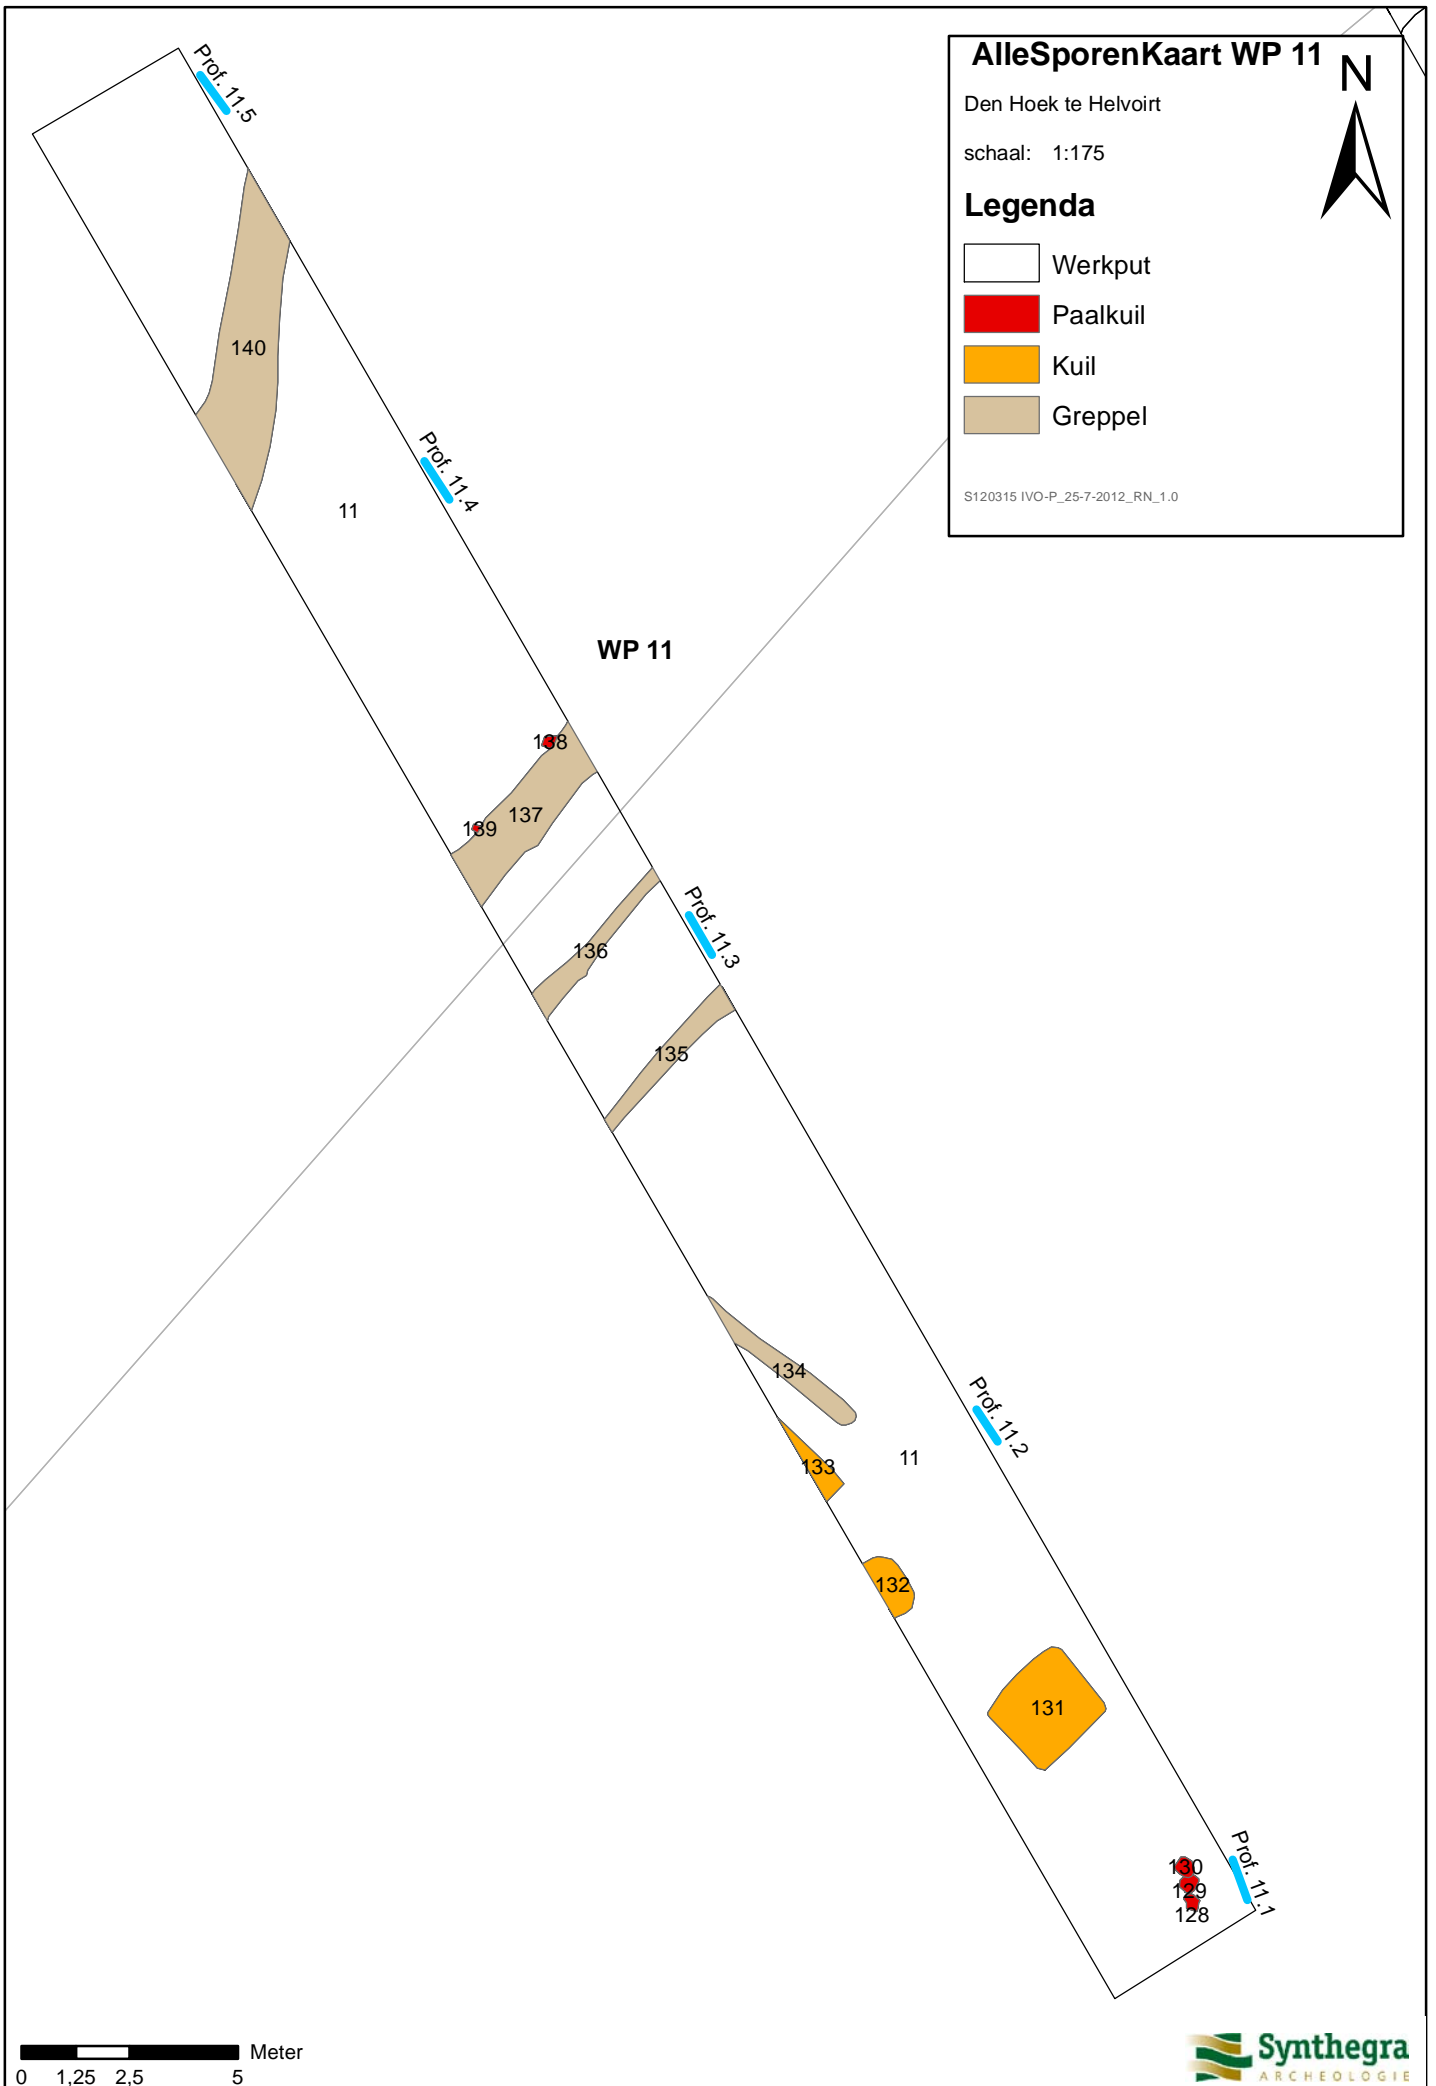 AlleSporenKaart WP 11
N
Den Hoek te Helvoirt
schaal: 1:175
Legenda
Werkput
Paalkuil
Kuil
Greppel
S120315 IVO-P_25-7-2012_RN_1.0
Prof. 11.5
140
Prof. 11.4
11
WP 11
138
137
139
136
Prof. 11.3
135
134
Prof. 11.2
11
133
132
131
Prof. 11.1
130
129
128
Meter
0 1,25 2,5 5
Synthegra
ARCHEOLOGIE